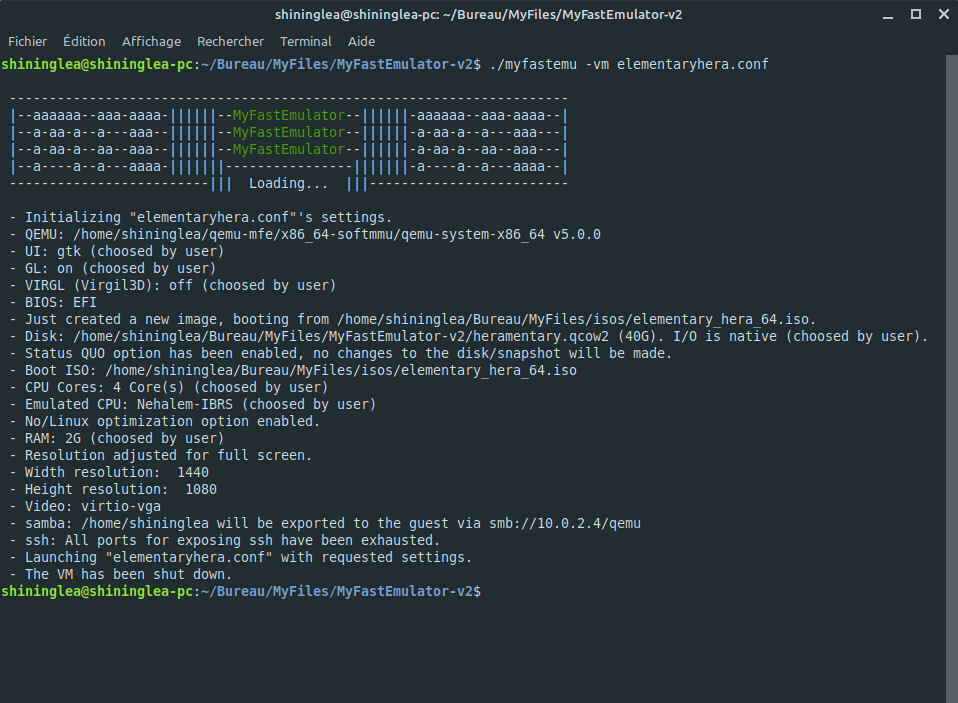 shininglea@shininglea-pc: ~/Bureau/MyFiles/MyFastEmulator-v2
Fichier Édition Affichage Rechercher Terminal Aide
shininglea@shininglea-pc:~/Bureau/MyFiles/MyFastEmulator-v2$ ./myfastemu -vm elementaryhera.conf
----------------------------------------------------------------------
|--aaaaaa--aaa-aaaa-||||||--MyFastEmulator--||||||-aaaaaa--aaa-aaaa--|
|--a-aa-a--a---aaa--||||||--MyFastEmulator--||||||-a-aa-a--a---aaa---|
|--a-aa-a--aa--aaa--||||||--MyFastEmulator--||||||-a-aa-a--aa--aaa---|
|--a----a--a---aaaa-|||||||----------------|||||||-a----a--a---aaaa--|
-------------------------||| Loading... |||-------------------------
- Initializing "elementaryhera.conf"'s settings.
- QEMU: /home/shininglea/qemu-mfe/x86_64-softmmu/qemu-system-x86_64 v5.0.0
- UI: gtk (choosed by user)
- GL: on (choosed by user)
- VIRGL (Virgil3D): off (choosed by user)
- BIOS: EFI
- Just created a new image, booting from /home/shininglea/Bureau/MyFiles/isos/elementary_hera_64.iso.
- Disk: /home/shininglea/Bureau/MyFiles/MyFastEmulator-v2/heramentary.qcow2 (40G). I/O is native (choosed by user).
- Status QUO option has been enabled, no changes to the disk/snapshot will be made.
- Boot ISO: /home/shininglea/Bureau/MyFiles/isos/elementary_hera_64.iso
- CPU Cores: 4 Core(s) (choosed by user)
- Emulated CPU: Nehalem-IBRS (choosed by user)
- No/Linux optimization option enabled.
- RAM: 2G (choosed by user)
- Resolution adjusted for full screen.
- Width resolution:  1440
- Height resolution:  1080
- Video: virtio-vga
- samba: /home/shininglea will be exported to the guest via smb://10.0.2.4/qemu
- ssh: All ports for exposing ssh have been exhausted.
- Launching "elementaryhera.conf" with requested settings.
- The VM has been shut down.
shininglea@shininglea-pc:~/Bureau/MyFiles/MyFastEmulator-v2$